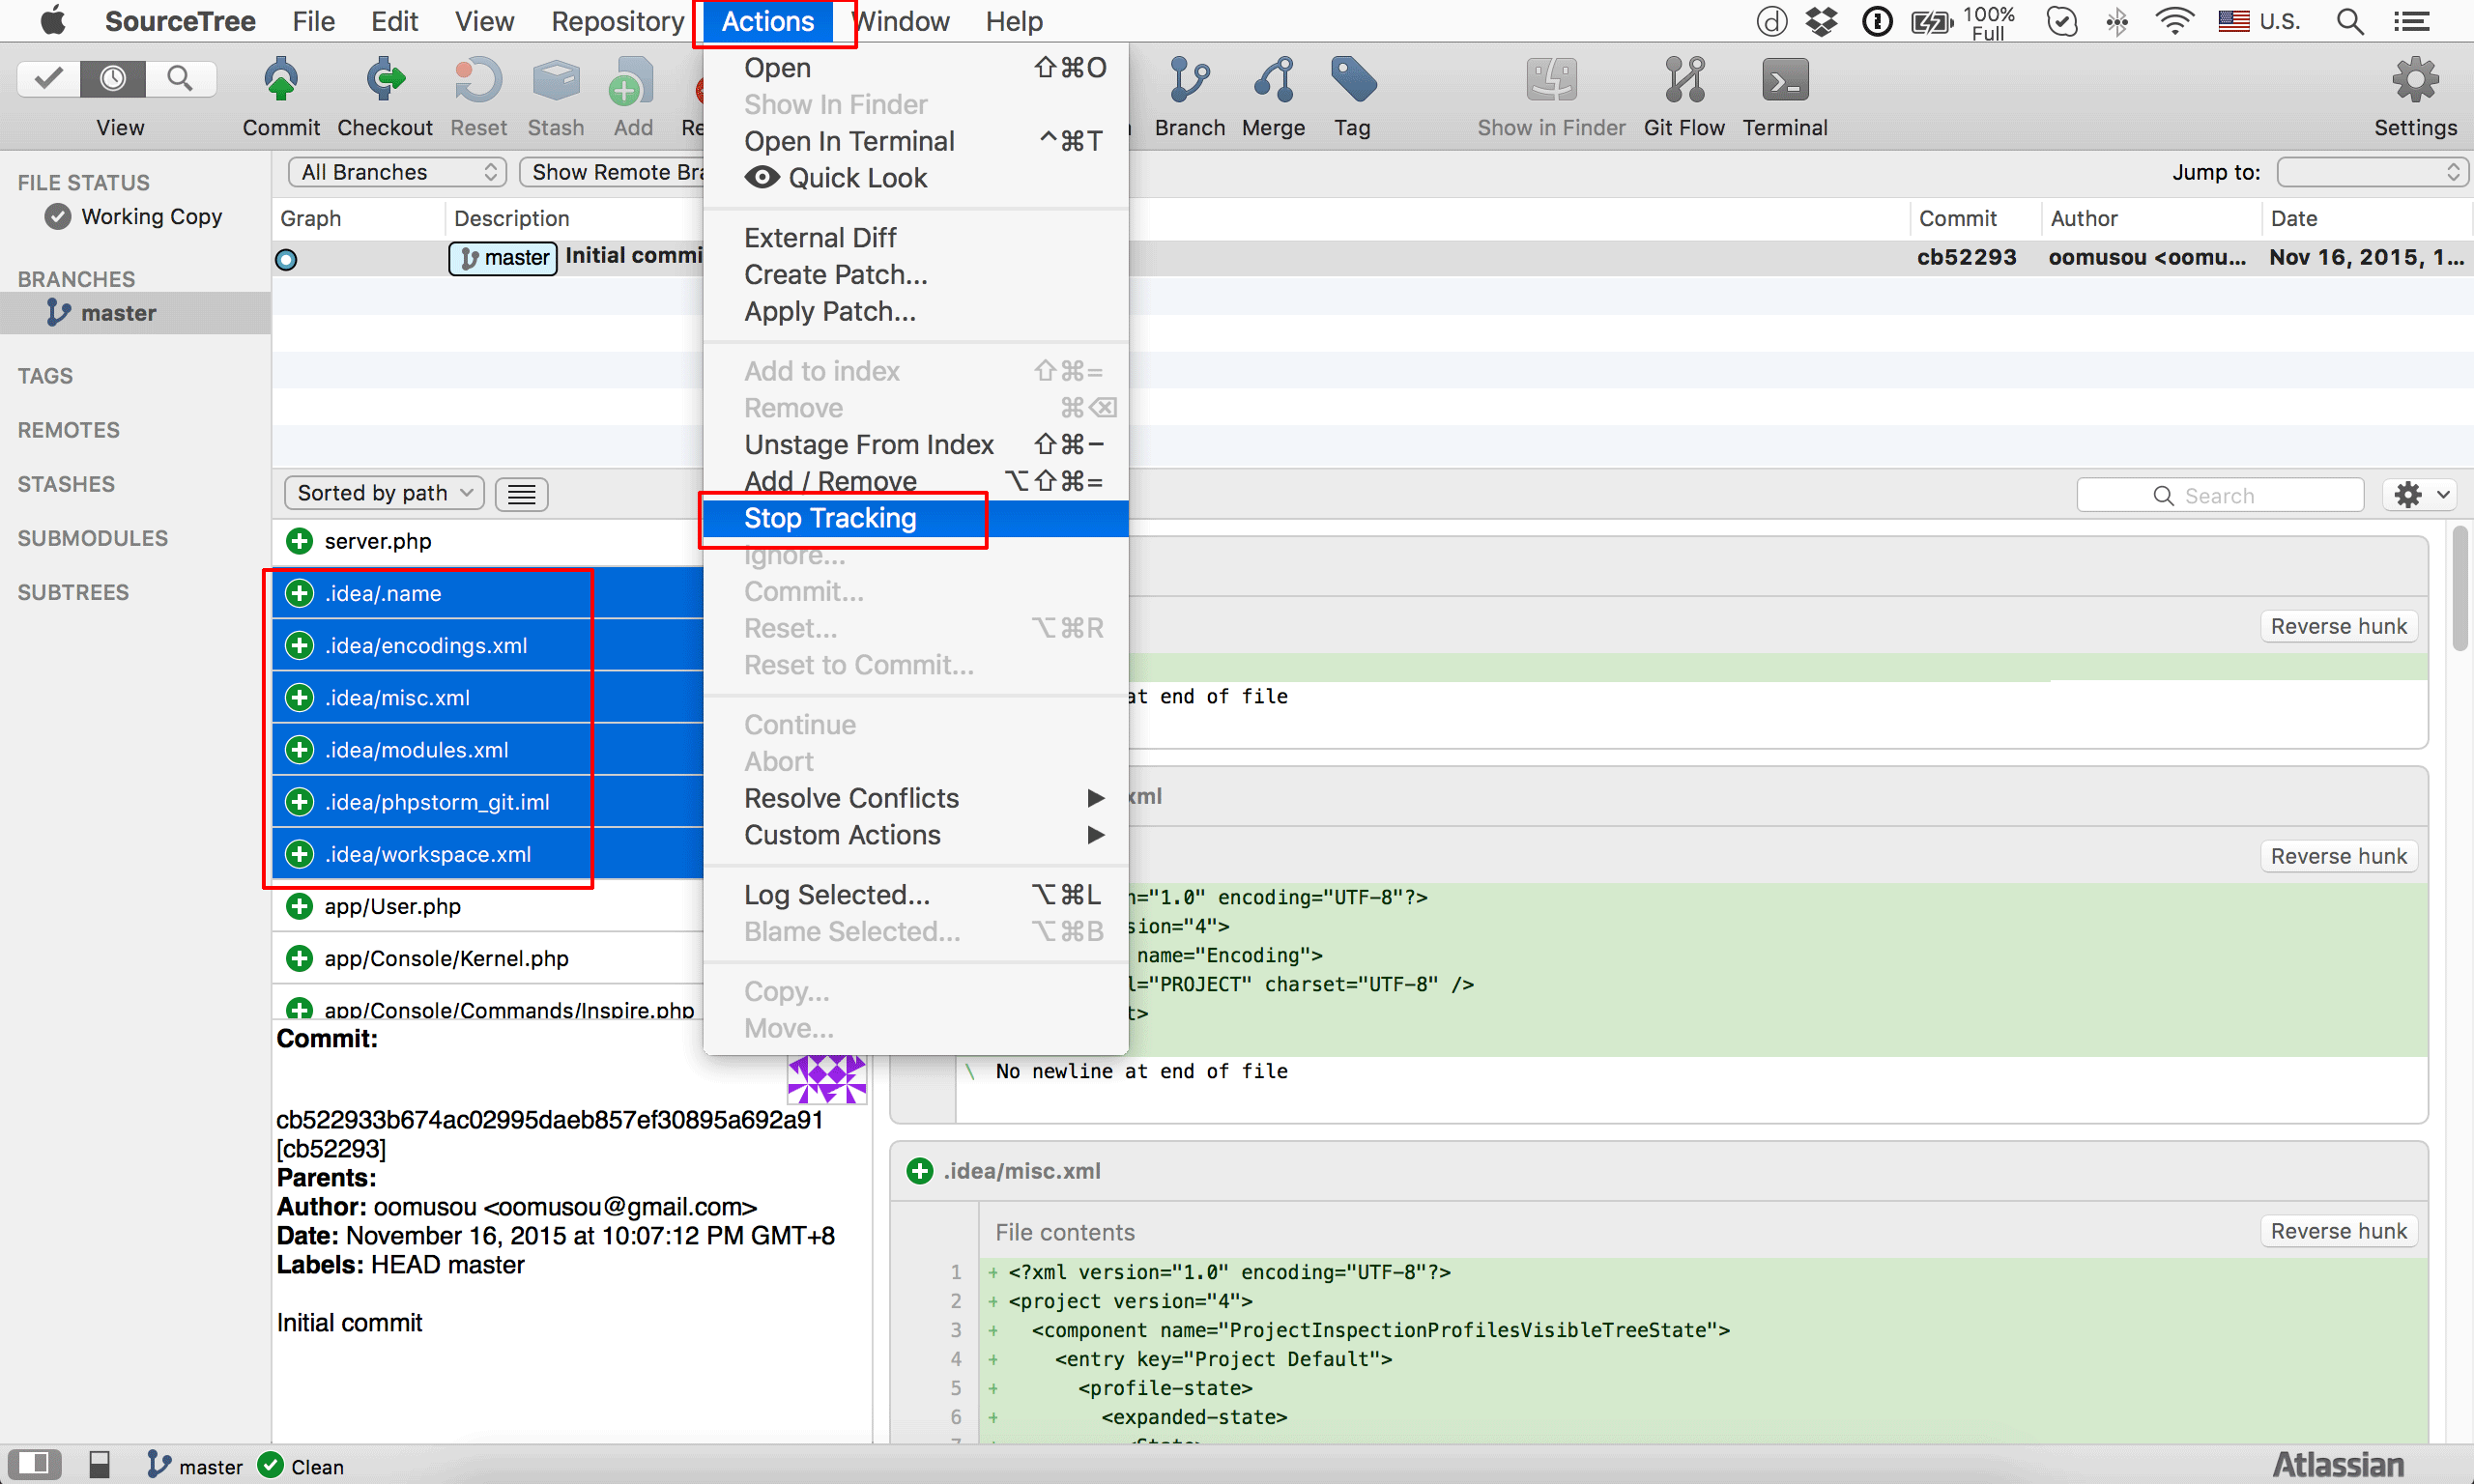 SourceTree File Edit View Repository Actions Window Help 100% Full U.S.
View Commit Checkout Reset Stash Add Re Branch Merge Tag Show in Finder Git Flow Terminal Settings
FILE STATUS
Working Copy
BRANCHES
master
TAGS
REMOTES
STASHES
SUBMODULES
SUBTREES
All Branches Show Remote Bra Jump to:
Graph Description Commit Author Date
master Initial commi cb52293 oomusou <oomu... Nov 16, 2015, 1...
Open ⇧⌘O
Show In Finder
Open In Terminal ^⌘T
Quick Look
External Diff
Create Patch...
Apply Patch...
Add to index ⇧⌘=
Remove ⌘⌫
Unstage From Index ⇧⌘−
Add / Remove ⌥⇧⌘=
Stop Tracking
Ignore...
Commit...
Reset... ⌥⌘R
Reset to Commit...
Continue
Abort
Resolve Conflicts ▶
Custom Actions ▶
Log Selected... ⌥⌘L
Blame Selected... ⌥⌘B
Copy...
Move...
Sorted by path
Search
server.php
.idea/.name
.idea/encodings.xml
.idea/misc.xml
.idea/modules.xml
.idea/phpstorm_git.iml
.idea/workspace.xml
app/User.php
app/Console/Kernel.php
app/Console/Commands/Inspire.php
Commit:
cb522933b674ac02995daeb857ef30895a692a91
[cb52293]
Parents:
Author: oomusou <oomusou@gmail.com>
Date: November 16, 2015 at 10:07:12 PM GMT+8
Labels: HEAD master
Initial commit
Reverse hunk
at end of file
xml
Reverse hunk
n="1.0" encoding="UTF-8"?>
sion="4">
name="Encoding">
l="PROJECT" charset="UTF-8" />
t>
\ No newline at end of file
.idea/misc.xml
File contents Reverse hunk
1 + <?xml version="1.0" encoding="UTF-8"?>
2 + <project version="4">
3 + <component name="ProjectInspectionProfilesVisibleTreeState">
4 + <entry key="Project Default">
5 + <profile-state>
6 + <expanded-state>
7 <State>
master Clean Atlassian